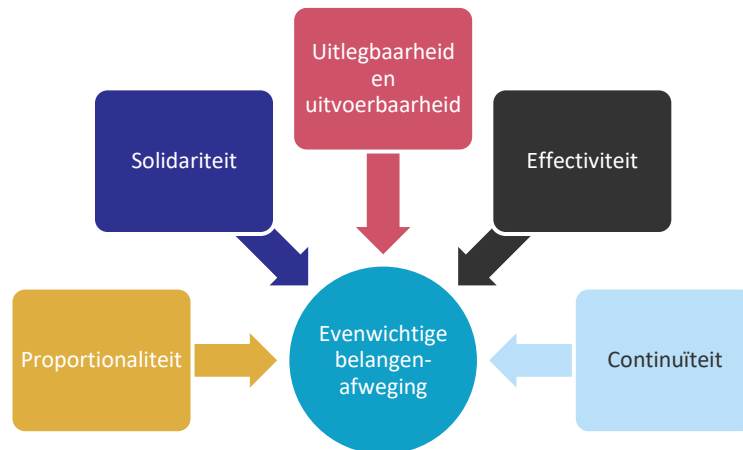 Uitlegbaarheid
en
uitvoerbaarheid
Solidariteit
Effectiviteit
Proportionaliteit
Evenwichtige
belangen-
afweging
Continuïteit